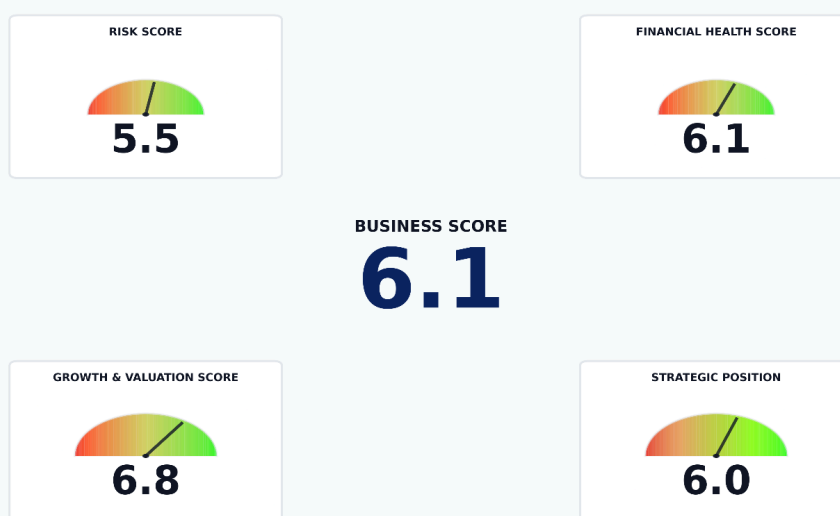 RISK SCORE
5.5
FINANCIAL HEALTH SCORE
6.1
BUSINESS SCORE
6.1
GROWTH & VALUATION SCORE
6.8
STRATEGIC POSITION
6.0